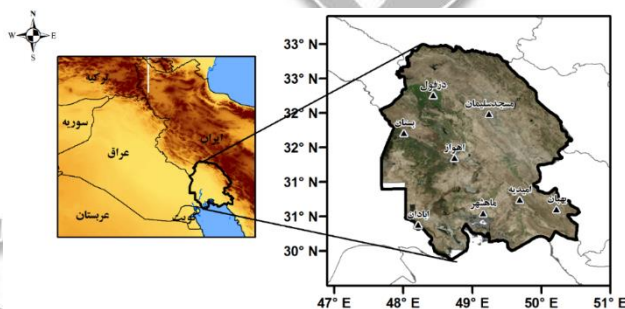 N
W E
S
ترکیه
سوریه
ایران
عراق
کویت
عربستان
33° N
33° N
32° N
32° N
31° N
31° N
30° N
دزفول
مسجدسلیمان
بستان
اهواز
امیدیه
بهبهان
ماهشهر
آبادان
47° E 48° E 49° E 50° E 51° E